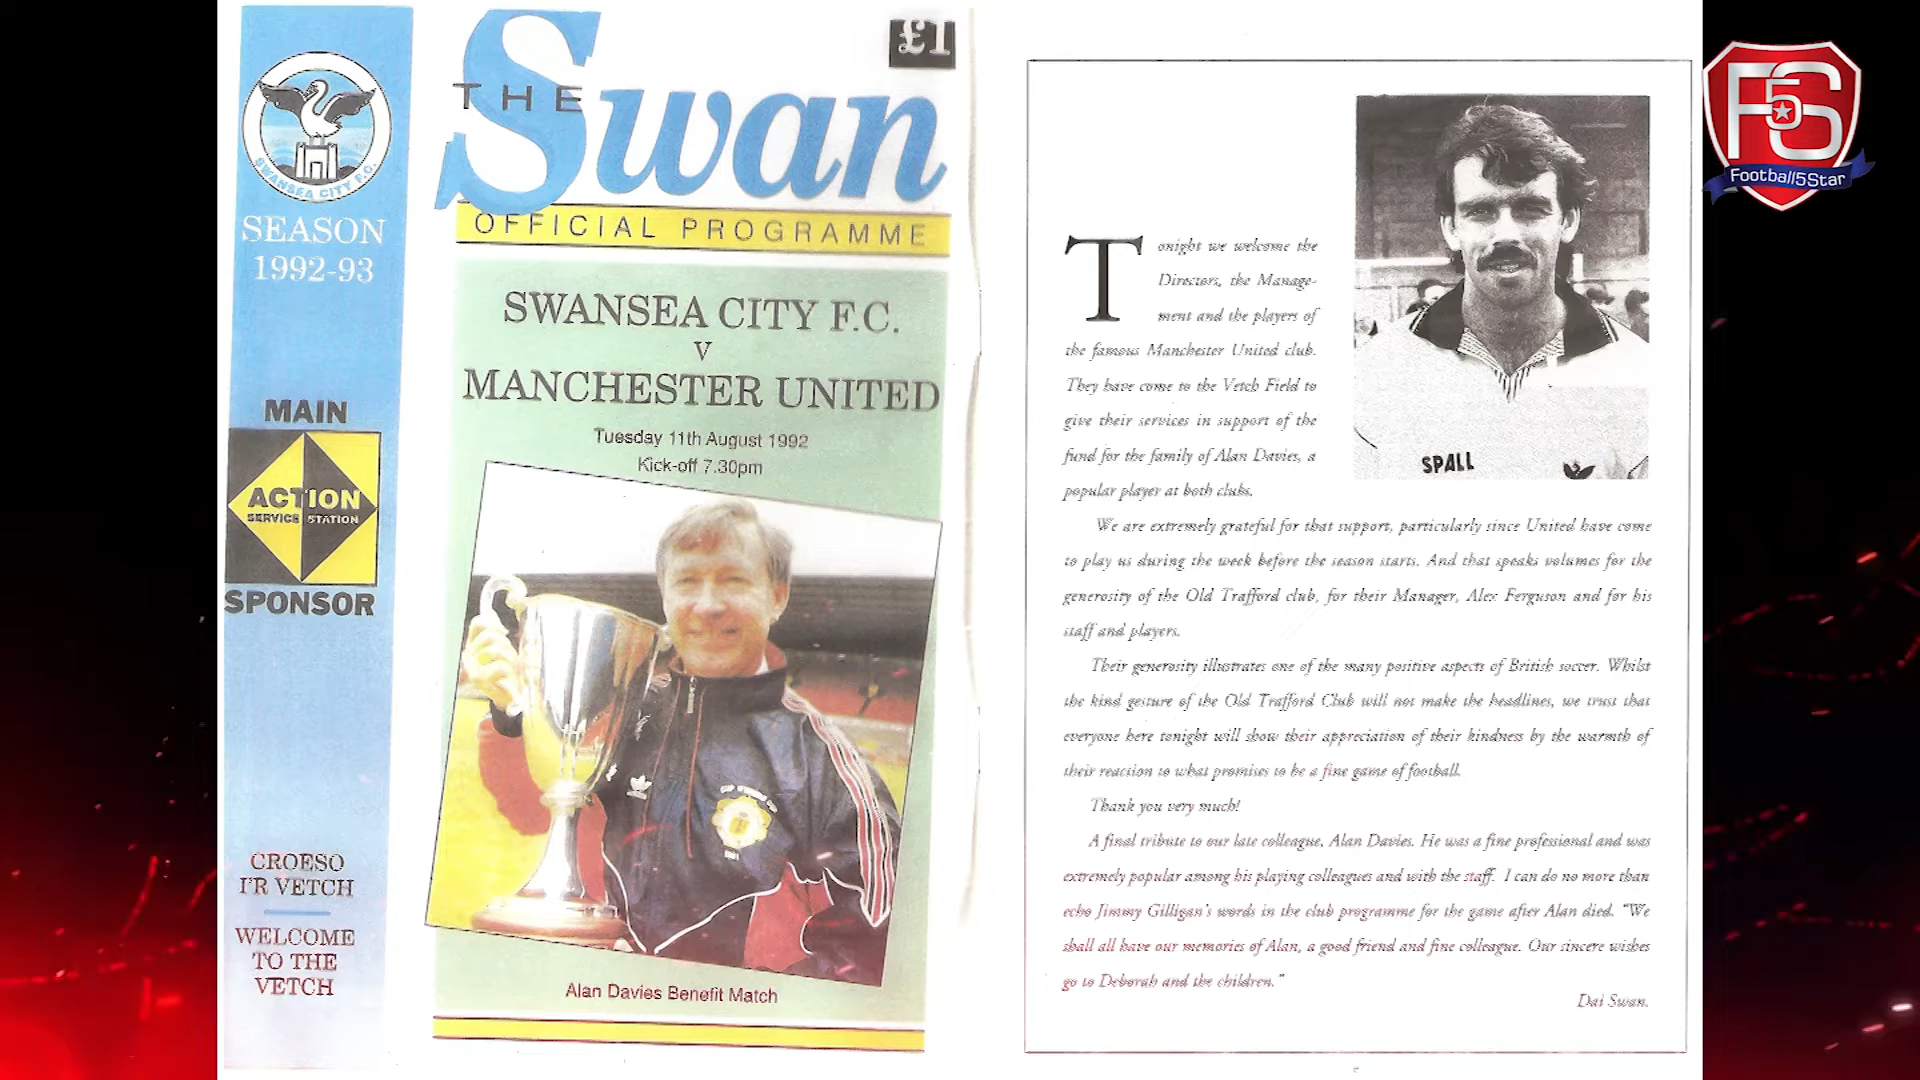 SWANSEA CITY F.C.
SEASON
1992-93
MAIN
ACTION
SERVICE STATION
SPONSOR
CROESO
I'R VETCH
WELCOME
TO THE
VETCH
£1
THE
Swan
OFFICIAL PROGRAMME
SWANSEA CITY F.C.
V
MANCHESTER UNITED
Tuesday 11th August 1992
Kick-off 7.30pm
Alan Davies Benefit Match
Tonight we welcome the
Directors, the Manage-
ment and the players of
the famous Manchester United club.
They have come to the Vetch Field to
give their services in support of the
fund for the family of Alan Davies, a
popular player at both clubs.
SPALL
We are extremely grateful for that support, particularly since United have come
to play us during the week before the season starts. And that speaks volumes for the
generosity of the Old Trafford club, for their Manager, Alex Ferguson and for his
staff and players.
Their generosity illustrates one of the many positive aspects of British soccer. Whilst
the kind gesture of the Old Trafford Club will not make the headlines, we trust that
everyone here tonight will show their appreciation of their kindness by the warmth of
their reaction to what promises to be a fine game of football.
Thank you very much!
A final tribute to our late colleague, Alan Davies. He was a fine professional and was
extremely popular among his playing colleagues and with the staff. I can do no more than
echo Jimmy Gilligan's words in the club programme for the game after Alan died. "We
shall all have our memories of Alan, a good friend and fine colleague. Our sincere wishes
go to Deborah and the children."
Dai Swan.
F5S
Football5Star